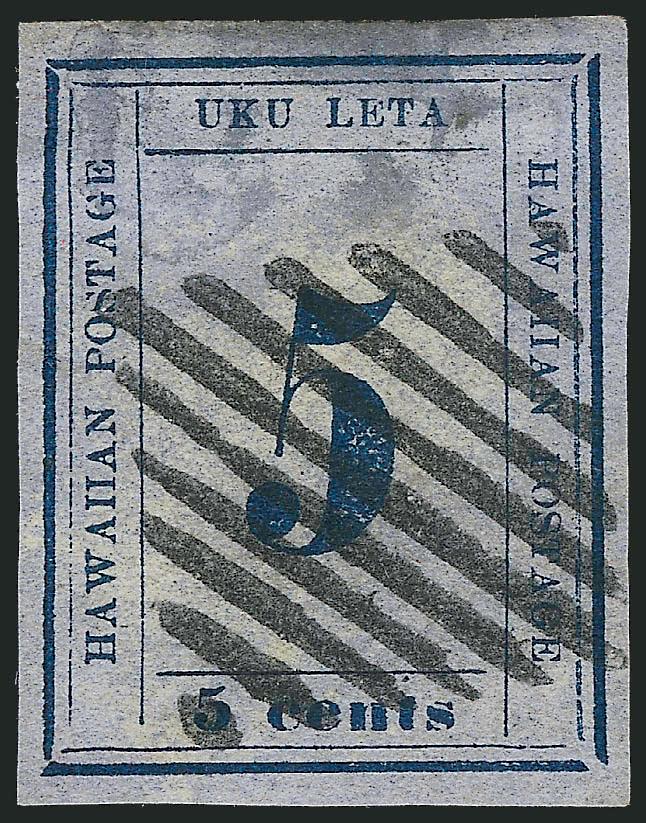 UKU LETA
HAWAIIAN POSTAGE
5
HAWAIIAN POSTAGE
5 cents